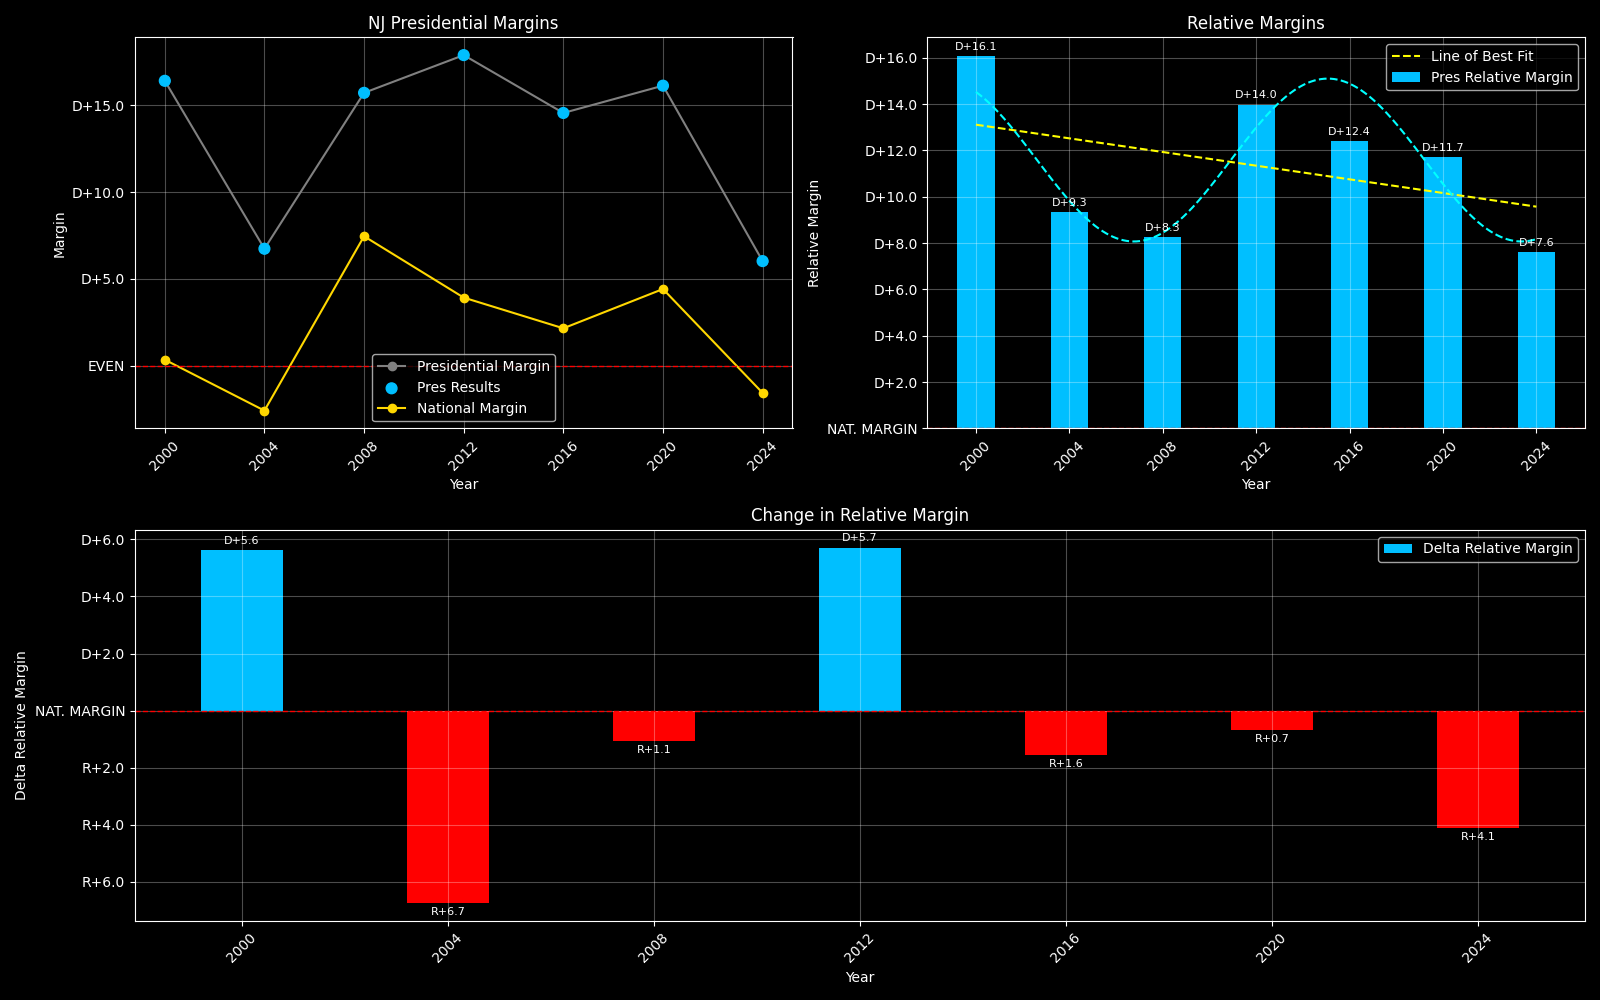 NJ Presidential Margins
Margin
D+15.0
D+10.0
D+5.0
EVEN
Presidential Margin
Pres Results
National Margin
2000 2004 2008 2012 2016 2020 2024
Year
Relative Margins
Relative Margin
D+16.0
D+14.0
D+12.0
D+10.0
D+8.0
D+6.0
D+4.0
D+2.0
NAT. MARGIN
Line of Best Fit
Pres Relative Margin
D+16.1
D+9.3
D+8.3
D+14.0
D+12.4
D+11.7
D+7.6
2000 2004 2008 2012 2016 2020 2024
Year
Change in Relative Margin
Delta Relative Margin
D+6.0
D+4.0
D+2.0
NAT. MARGIN
R+2.0
R+4.0
R+6.0
Delta Relative Margin
D+5.6
R+6.7
R+1.1
D+5.7
R+1.6
R+0.7
R+4.1
2000 2004 2008 2012 2016 2020 2024
Year